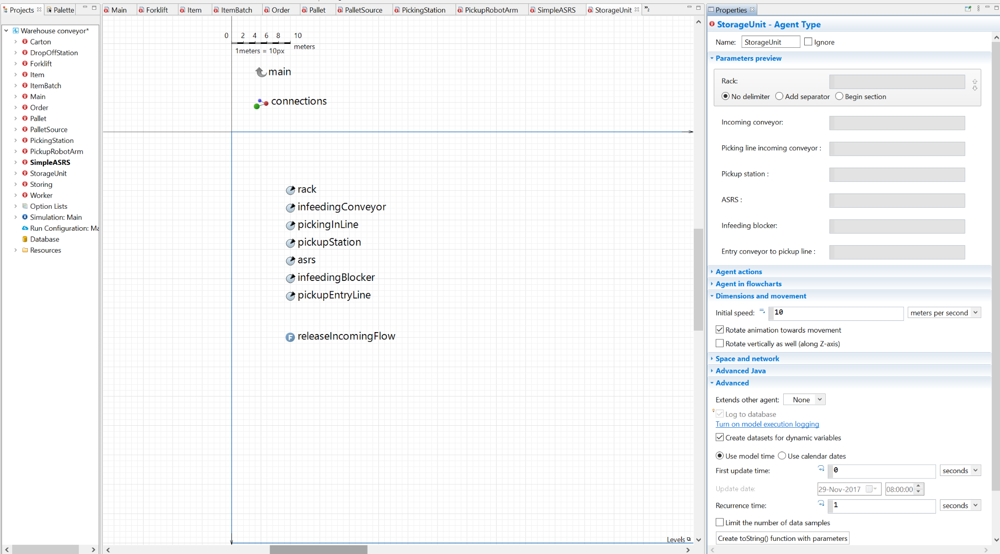 Projects
Palette
Warehouse conveyor*
Carton
DropOffStation
Forklift
Item
ItemBatch
Main
Order
Pallet
PalletSource
PickingStation
PickupRobotArm
SimpleASRS
StorageUnit
Storing
Worker
Option Lists
Simulation: Main
Run Configuration: Ma
Database
Resources
Main Forklift Item ItemBatch Order Pallet PalletSource PickingStation PickupRobotArm SimpleASRS StorageUnit »2
0 2 4 6 8 10
meters
1meters = 10px
main
connections
rack
infeedingConveyor
pickingInLine
pickupStation
asrs
infeedingBlocker
pickupEntryLine
F releaseIncomingFlow
Levels
Properties
StorageUnit - Agent Type
Name: StorageUnit Ignore
Parameters preview
Rack:
No delimiter Add separator Begin section
Incoming conveyor:
Picking line incoming conveyor :
Pickup station :
ASRS :
Infeeding blocker:
Entry conveyor to pickup line :
Agent actions
Agent in flowcharts
Dimensions and movement
Initial speed: 10 meters per second
Rotate animation towards movement
Rotate vertically as well (along Z-axis)
Space and network
Advanced Java
Advanced
Extends other agent: None
Log to database
Turn on model execution logging
Create datasets for dynamic variables
Use model time Use calendar dates
First update time: 0 seconds
Update date: 29-Nov-2017 08:00:00
Recurrence time: 1 seconds
Limit the number of data samples
Create toString() function with parameters